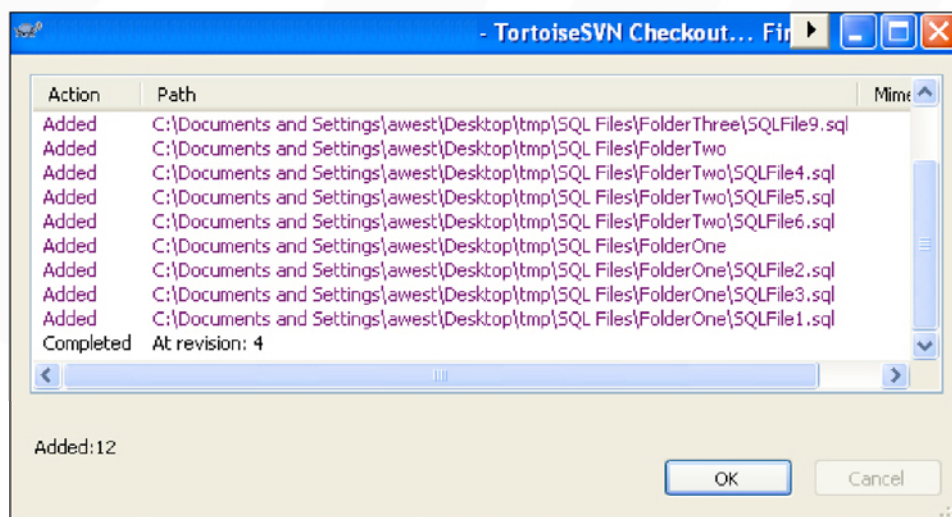 - TortoiseSVN Checkout... Fir
Action Path Mime
Added C:\Documents and Settings\awest\Desktop\tmp\SQL Files\FolderThree\SQLFile9.sql
Added C:\Documents and Settings\awest\Desktop\tmp\SQL Files\FolderTwo
Added C:\Documents and Settings\awest\Desktop\tmp\SQL Files\FolderTwo\SQLFile4.sql
Added C:\Documents and Settings\awest\Desktop\tmp\SQL Files\FolderTwo\SQLFile5.sql
Added C:\Documents and Settings\awest\Desktop\tmp\SQL Files\FolderTwo\SQLFile6.sql
Added C:\Documents and Settings\awest\Desktop\tmp\SQL Files\FolderOne
Added C:\Documents and Settings\awest\Desktop\tmp\SQL Files\FolderOne\SQLFile2.sql
Added C:\Documents and Settings\awest\Desktop\tmp\SQL Files\FolderOne\SQLFile3.sql
Added C:\Documents and Settings\awest\Desktop\tmp\SQL Files\FolderOne\SQLFile1.sql
Completed At revision: 4
Added:12
OK Cancel